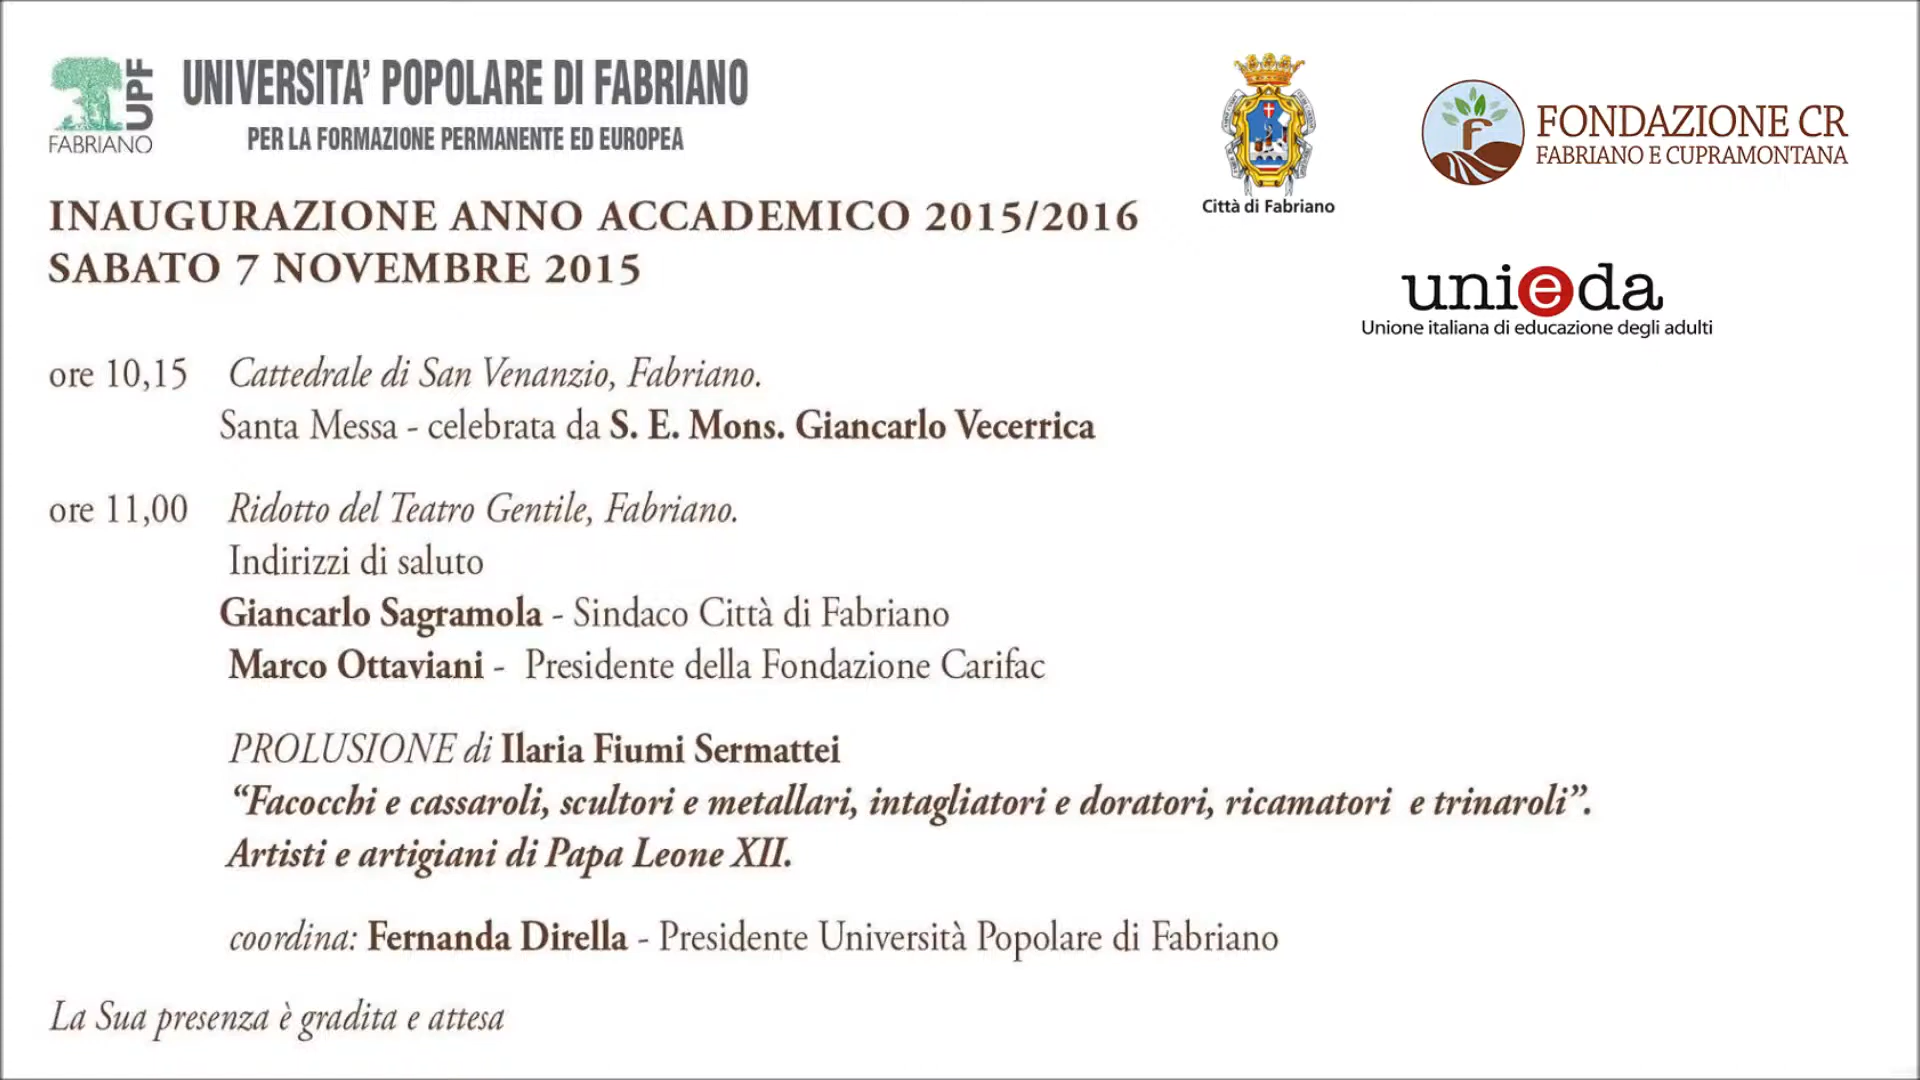 UPF
FABRIANO
UNIVERSITA' POPOLARE DI FABRIANO
PER LA FORMAZIONE PERMANENTE ED EUROPEA
Città di Fabriano
F
FONDAZIONE CR
FABRIANO E CUPRAMONTANA
INAUGURAZIONE ANNO ACCADEMICO 2015/2016
SABATO 7 NOVEMBRE 2015
unieda
Unione italiana di educazione degli adulti
ore 10,15 Cattedrale di San Venanzio, Fabriano.
Santa Messa - celebrata da S. E. Mons. Giancarlo Vecerrica
ore 11,00 Ridotto del Teatro Gentile, Fabriano.
Indirizzi di saluto
Giancarlo Sagramola - Sindaco Città di Fabriano
Marco Ottaviani - Presidente della Fondazione Carifac
PROLUSIONE di Ilaria Fiumi Sermattei
“Facocchi e cassaroli, scultori e metallari, intagliatori e doratori, ricamatori e trinaroli”.
Artisti e artigiani di Papa Leone XII.
coordina: Fernanda Dirella - Presidente Università Popolare di Fabriano
La Sua presenza è gradita e attesa